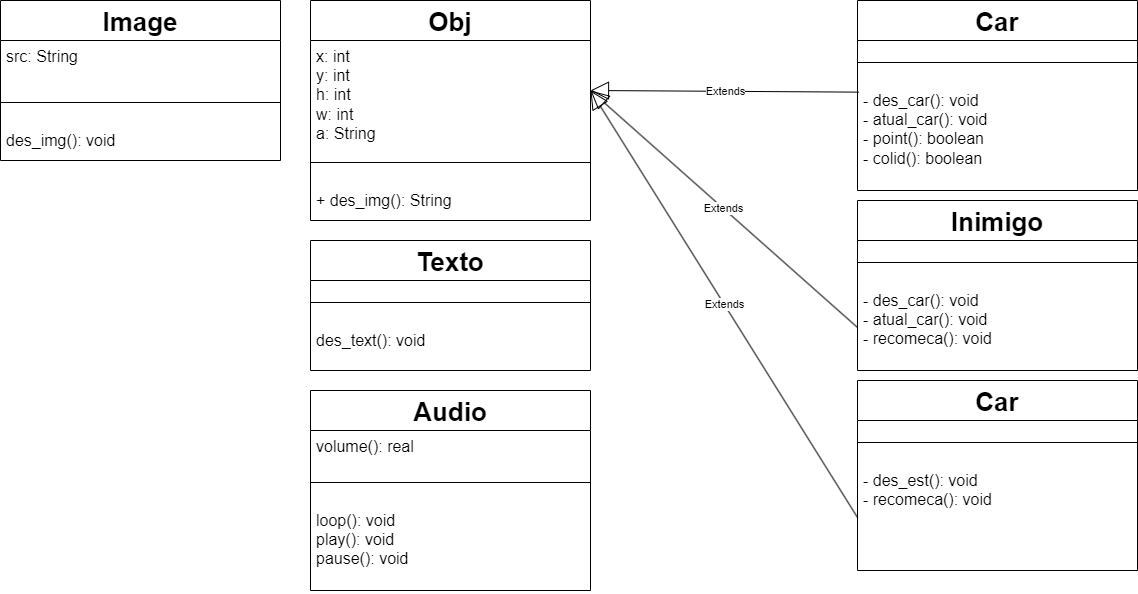 Image
src: String
des_img(): void
Obj
x: int
y: int
h: int
w: int
a: String
+ des_img(): String
Texto
des_text(): void
Audio
volume(): real
loop(): void
play(): void
pause(): void
Extends
Extends
Extends
Car
- des_car(): void
- atual_car(): void
- point(): boolean
- colid(): boolean
Inimigo
- des_car(): void
- atual_car(): void
- recomeca(): void
Car
- des_est(): void
- recomeca(): void